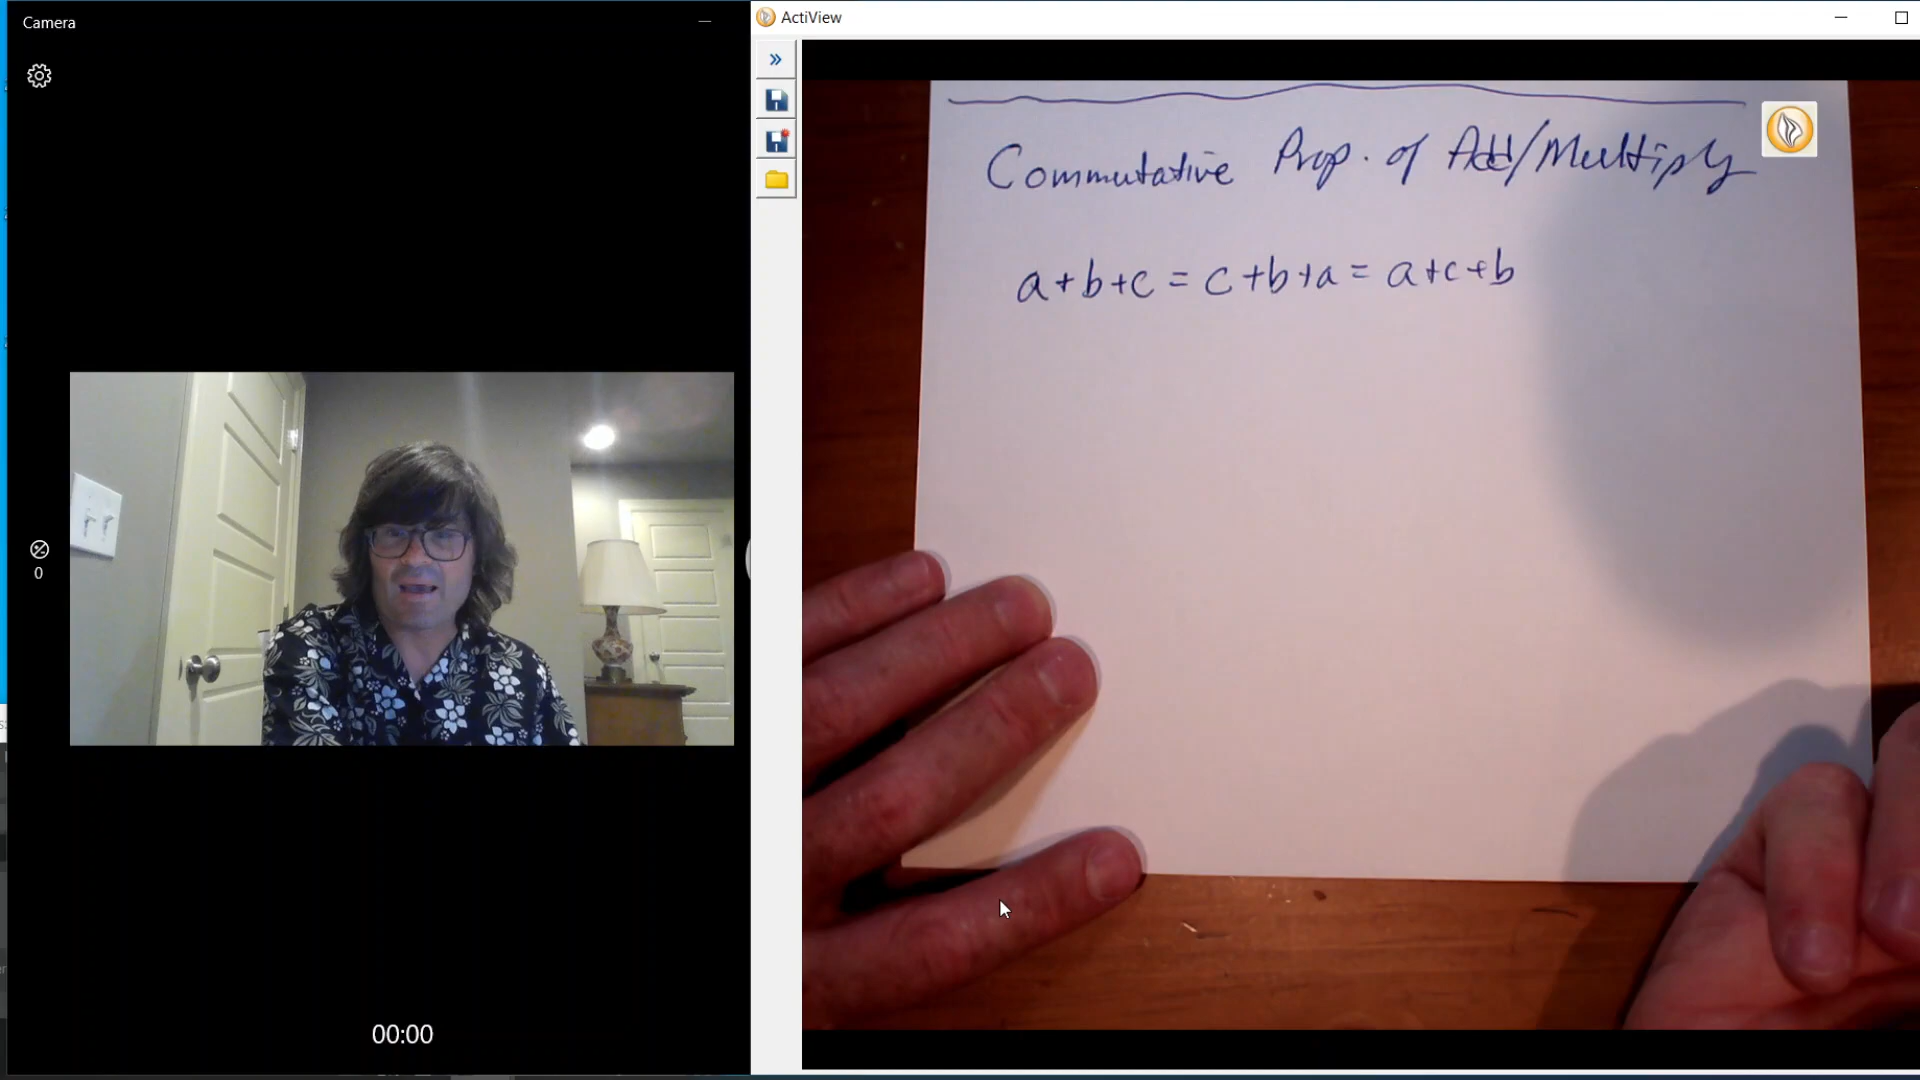 Camera
ActiView
Commutative Prop. of Add/Multiply
a+b+c = c+b+a = a+c+b
0
00:00